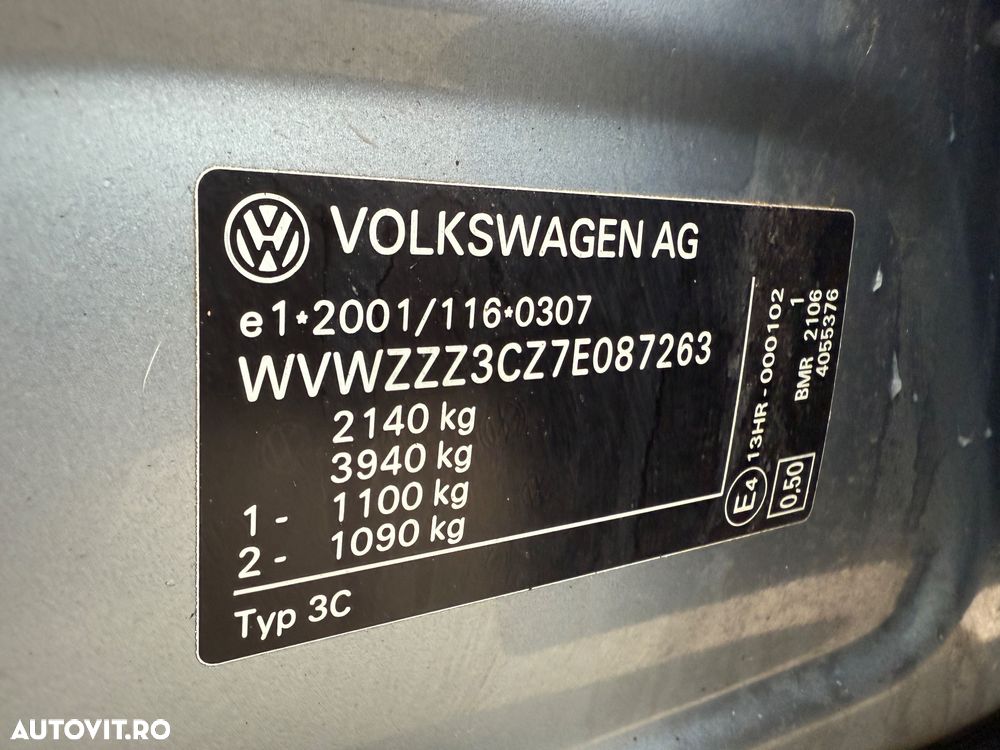 VOLKSWAGEN AG
e1*2001/116*0307
WVWZZZ3CZ7E087263
2140 kg
3940 kg
1 - 1100 kg
2 - 1090 kg
Typ 3C
E4 13HR - 000102
0.50
BMR 2106 1
4055376
AUTOVIT.RO